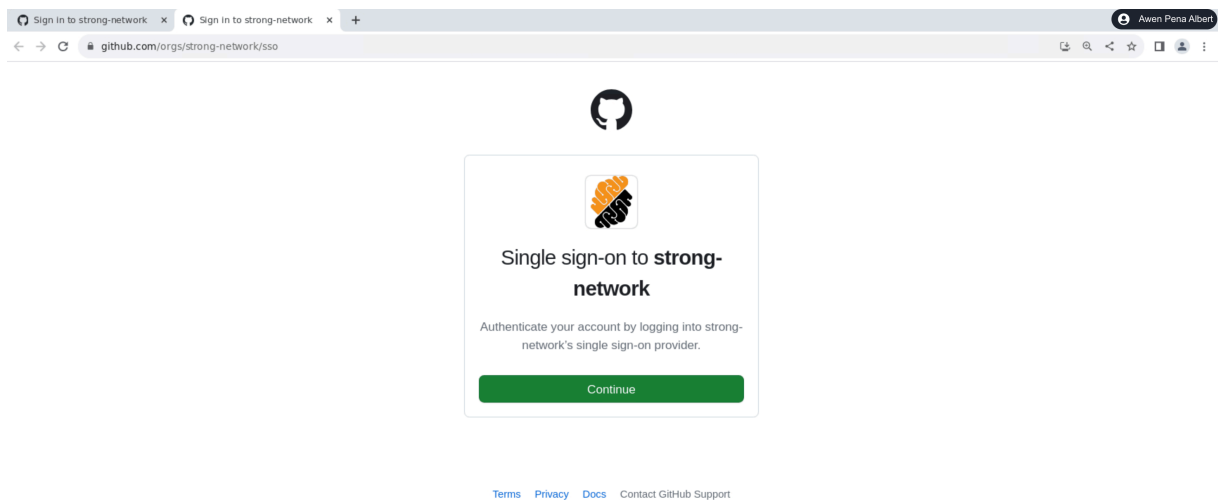 Sign in to strong-network
Sign in to strong-network
Awen Pena Albert
github.com/orgs/strong-network/sso
Single sign-on to strong-
network
Authenticate your account by logging into strong-
network's single sign-on provider.
Continue
Terms Privacy Docs Contact GitHub Support